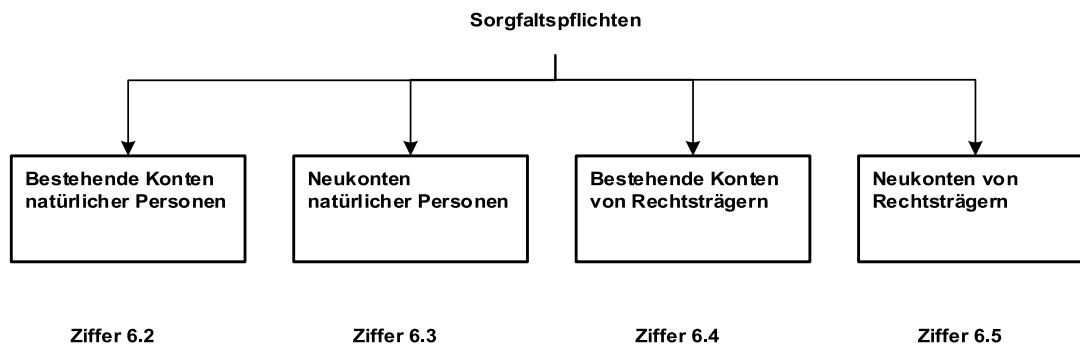 Sorgfaltspflichten
Bestehende Konten
natürlicher Personen
Neukonten
natürlicher Personen
Bestehende Konten
von Rechtsträgern
Neukonten von
Rechtsträgern
Ziffer 6.2
Ziffer 6.3
Ziffer 6.4
Ziffer 6.5